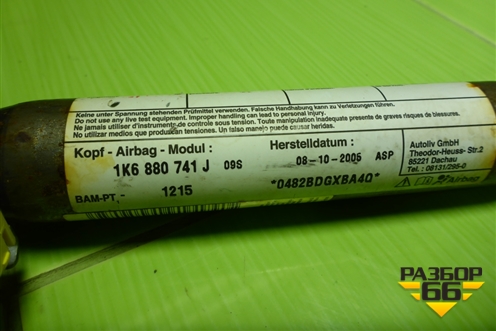 Keine unter Spannung stehenden Prüfmittel verwenden. Falsche Handhabung kann zu Verletzungen führen.
Do not use any live test equipment. Improper handling can lead to personal injury.
Ne jamais utiliser d'instruments de controle sous tension. Toute manipulation inadéquate présente de graves risques de blessures.
No utilizar medios que produzcan tensión. Un falso manejo puede causar heridas.
Kopf - Airbag - Modul :
1K6 880 741 J 09S
BAM-PT.- 1215
Herstelldatum :
08-10-2005 ASP
*0482BDGXBA40*
Autoliv GmbH
Theodor-Heuss- Str.2
85221 Dachau
Tel.: 08131/295-0
Airbag
РАЗБОР
66